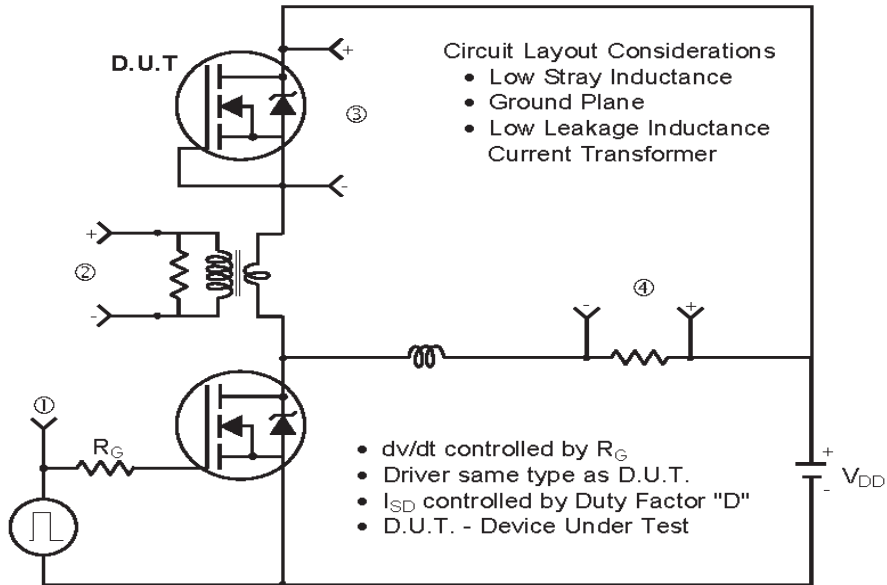 D.U.T
+
-
③
Circuit Layout Considerations
• Low Stray Inductance
• Ground Plane
• Low Leakage Inductance
Current Transformer
+
②
-
④
-
+
①
R_G
• dv/dt controlled by R_G
• Driver same type as D.U.T.
• I_SD controlled by Duty Factor "D"
• D.U.T. - Device Under Test
+
-
V_DD